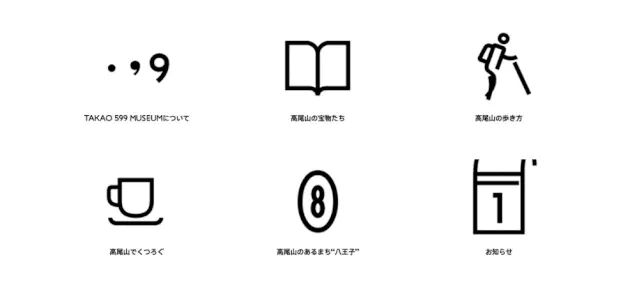 ・,9
TAKAO 599 MUSEUMについて
高尾山の宝物たち
高尾山の歩き方
高尾山でくつろぐ
8
高尾山のあるまち“八王子”
1
お知らせ